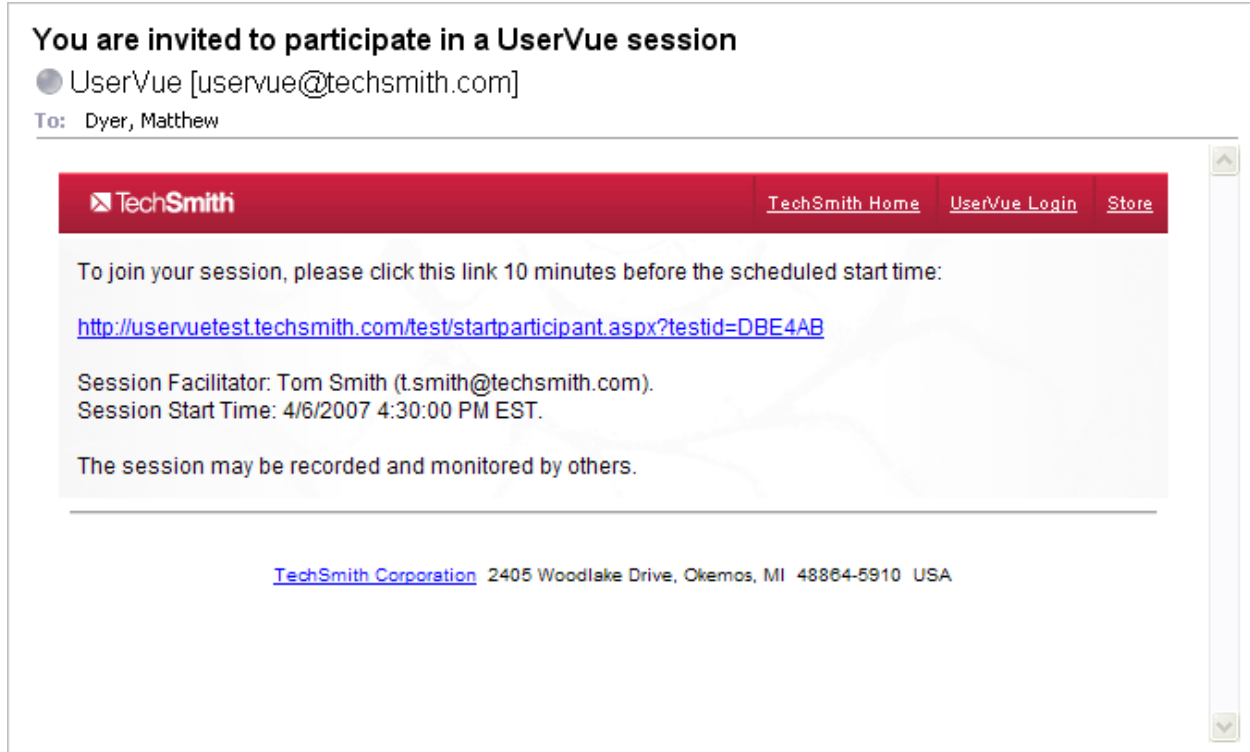 You are invited to participate in a UserVue session
UserVue [uservue@techsmith.com]
To: Dyer, Matthew
TechSmith
TechSmith Home UserVue Login Store
To join your session, please click this link 10 minutes before the scheduled start time:
http://uservuetest.techsmith.com/test/startparticipant.aspx?testid=DBE4AB
Session Facilitator: Tom Smith (t.smith@techsmith.com).
Session Start Time: 4/6/2007 4:30:00 PM EST.
The session may be recorded and monitored by others.
TechSmith Corporation 2405 Woodlake Drive, Okemos, MI 48864-5910 USA